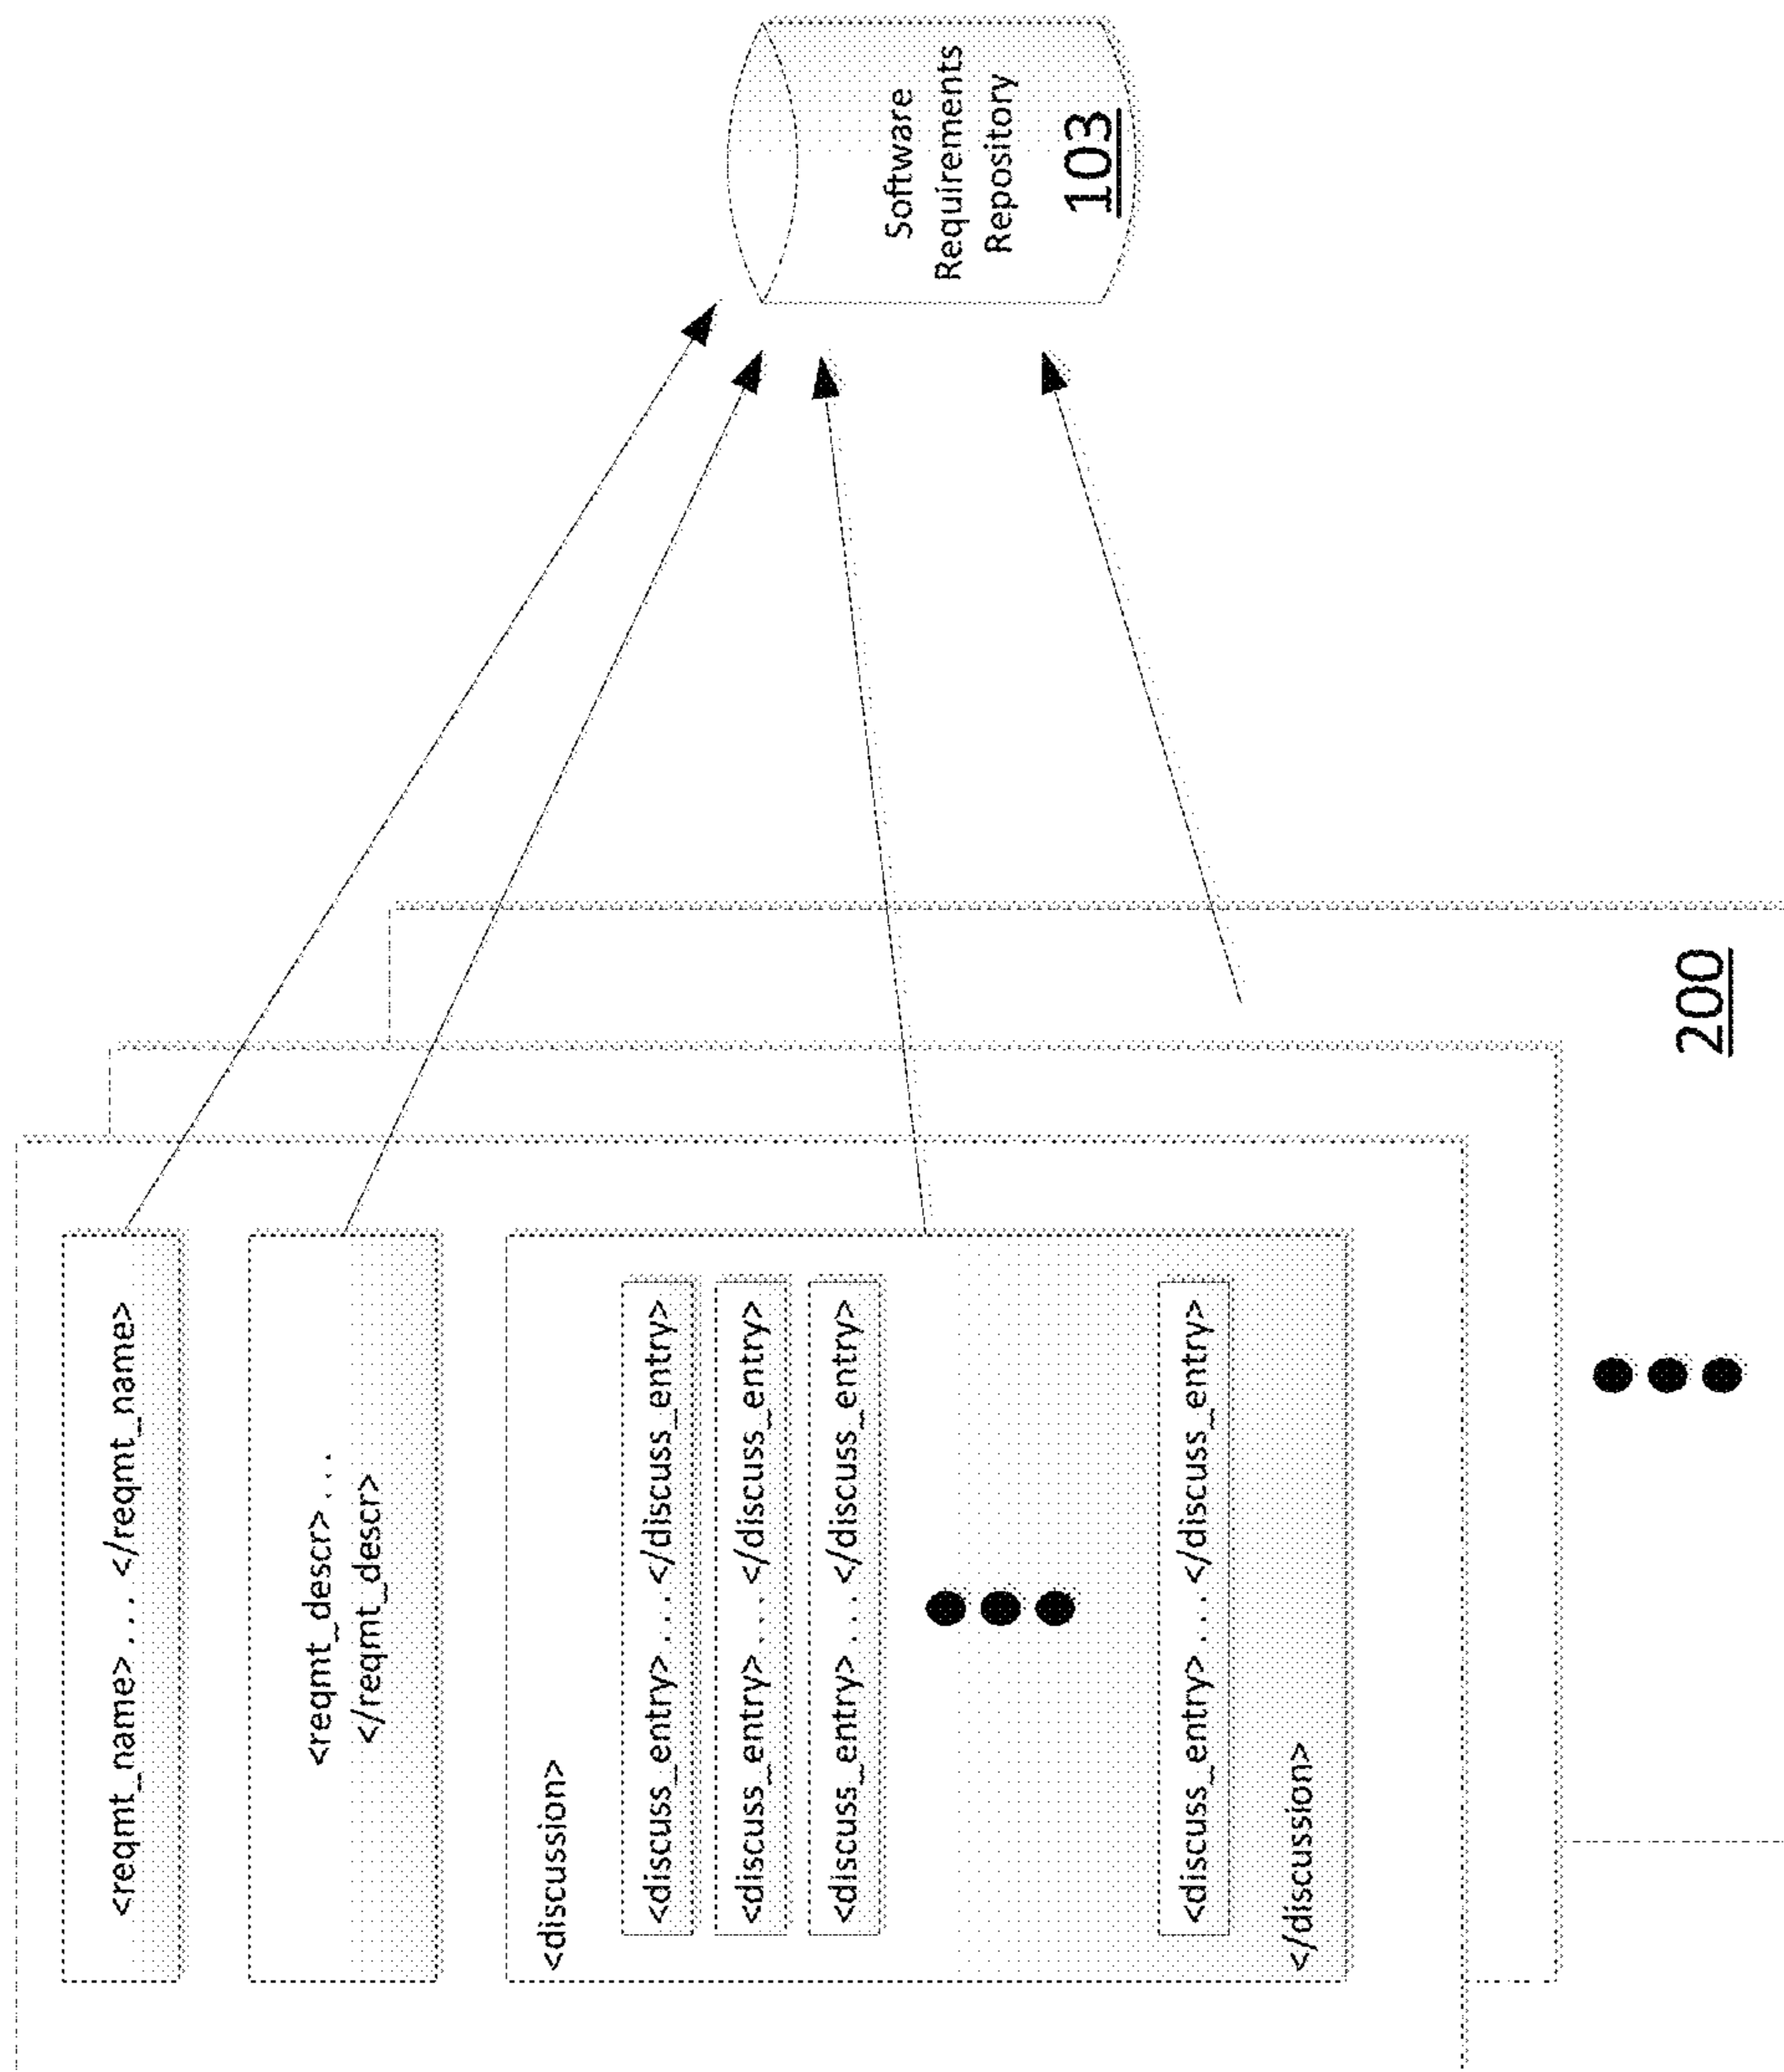 <reqmt_name>... </reqmt_name>
<reqmt_descr>...
</reqmt_descr>
<discussion>
<discuss_entry>... </discuss_entry>
<discuss_entry>... </discuss_entry>
<discuss_entry>... </discuss_entry>
<discuss_entry>... </discuss_entry>
</discussion>
Software
Requirements
Repository
103
200